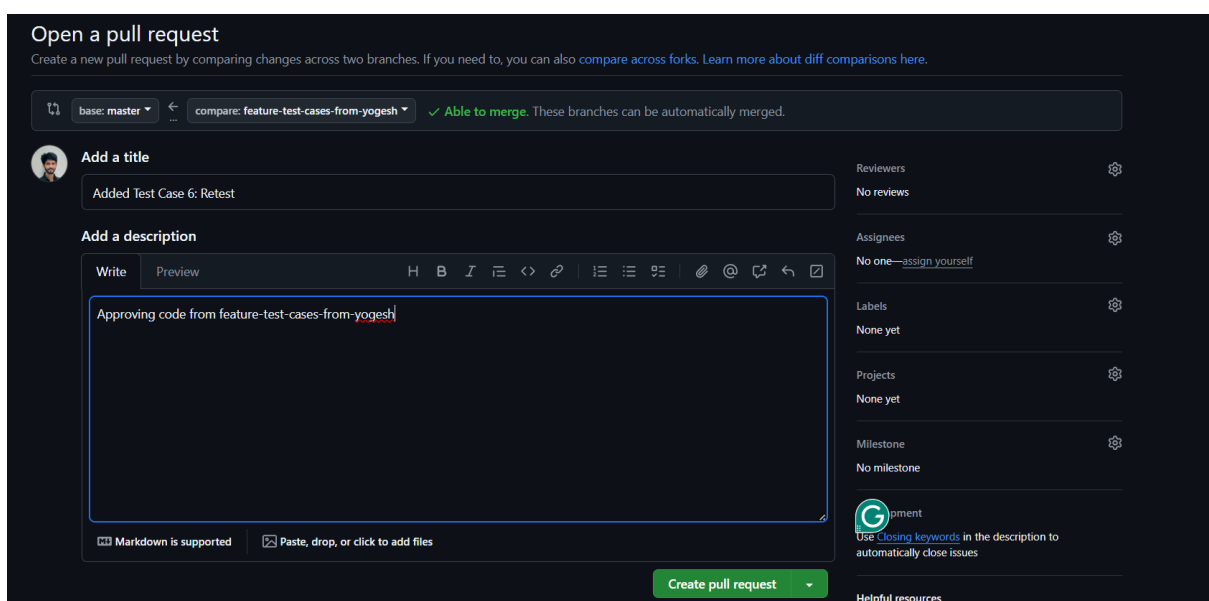 Open a pull request
Create a new pull request by comparing changes across two branches. If you need to, you can also compare across forks. Learn more about diff comparisons here.
base: master
compare: feature-test-cases-from-yogesh
Able to merge. These branches can be automatically merged.
Add a title
Added Test Case 6: Retest
Add a description
Write Preview
Approving code from feature-test-cases-from-yogesh
Markdown is supported
Paste, drop, or click to add files
Create pull request
Reviewers
No reviews
Assignees
No one—assign yourself
Labels
None yet
Projects
None yet
Milestone
No milestone
pment
Use Closing keywords in the description to
automatically close issues
Helpful resources